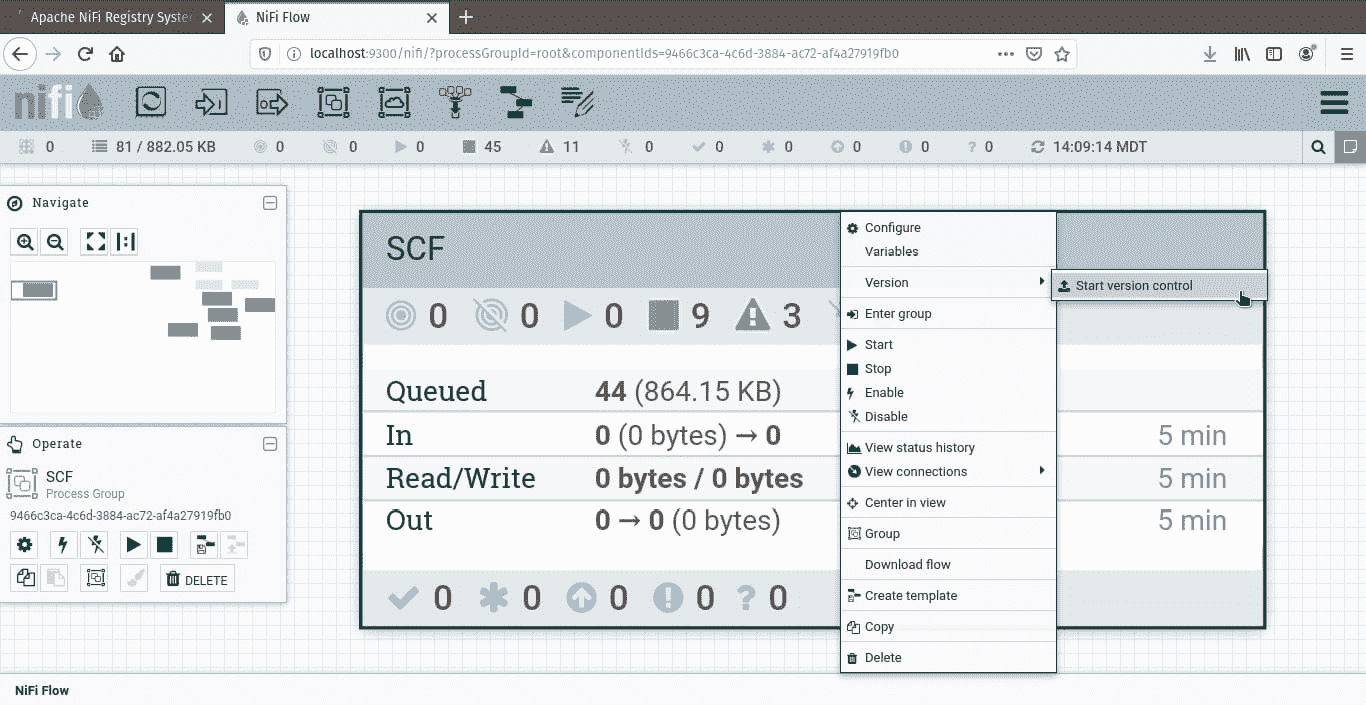 Apache NiFi Registry Syste
NiFi Flow
localhost:9300/nifi/?processGroupId=root&componentIds=9466c3ca-4c6d-3884-ac72-af4a27919fb0
nifi
0 81 / 882.05 KB 0 0 0 45 11 0 0 0 0 0 ? 0 14:09:14 MDT
Navigate
Operate
SCF
Process Group
9466c3ca-4c6d-3884-ac72-af4a27919fb0
DELETE
SCF
0 0 0 9 3
Queued 44 (864.15 KB)
In 0 (0 bytes) → 0 5 min
Read/Write 0 bytes / 0 bytes 5 min
Out 0 → 0 (0 bytes) 5 min
0 0 0 0 ? 0
Configure
Variables
Version
Start version control
Enter group
Start
Stop
Enable
Disable
View status history
View connections
Center in view
Group
Download flow
Create template
Copy
Delete
NiFi Flow